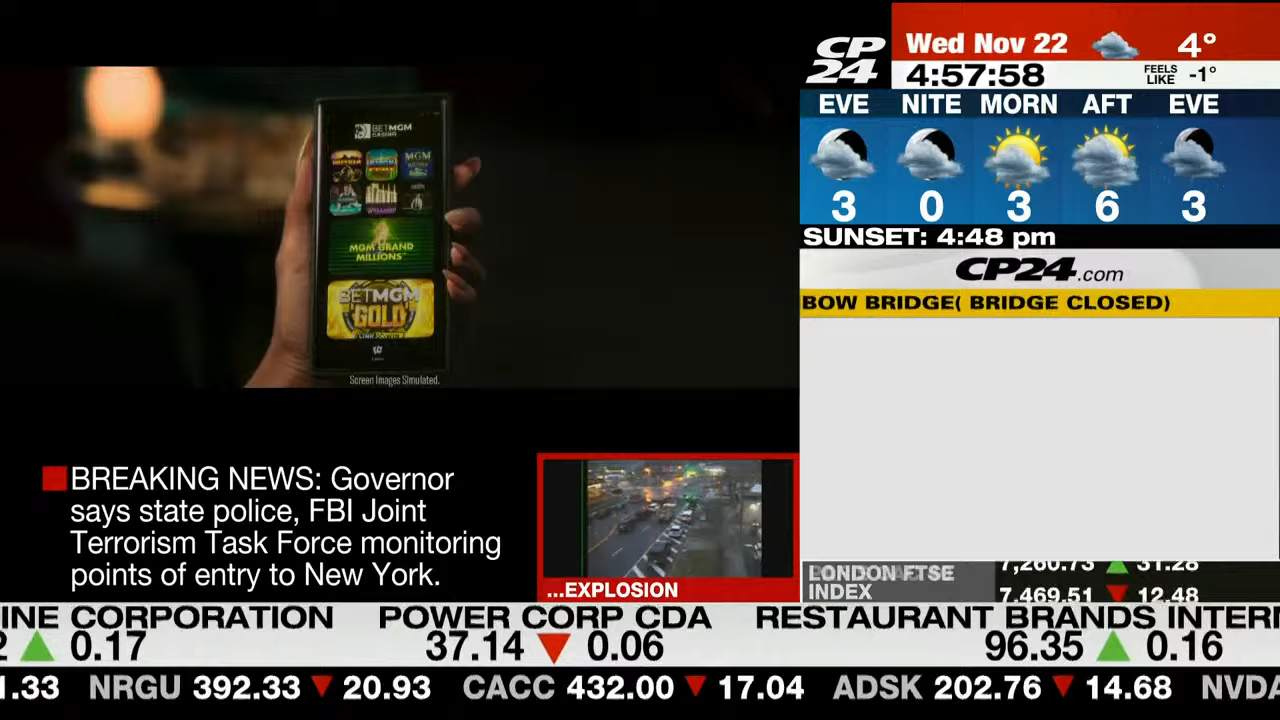 CP
24
Wed Nov 22
4°
4:57:58
FEELS
LIKE
-1°
EVE NITE MORN AFT EVE
3 0 3 6 3
SUNSET: 4:48 pm
CP24.com
BOW BRIDGE( BRIDGE CLOSED)
BETMGM
CASINO
MGM
MGM GRAND
MILLIONS
BETMGM
GOLD
Screen Images Simulated.
BREAKING NEWS: Governor
says state police, FBI Joint
Terrorism Task Force monitoring
points of entry to New York.
...EXPLOSION
LONDON FTSE
INDEX
7,260.73 31.28
7,469.51 12.48
INE CORPORATION POWER CORP CDA RESTAURANT BRANDS INTER
2 0.17 37.14 0.06 96.35 0.16
1.33 NRGU 392.33 20.93 CACC 432.00 17.04 ADSK 202.76 14.68 NVDA